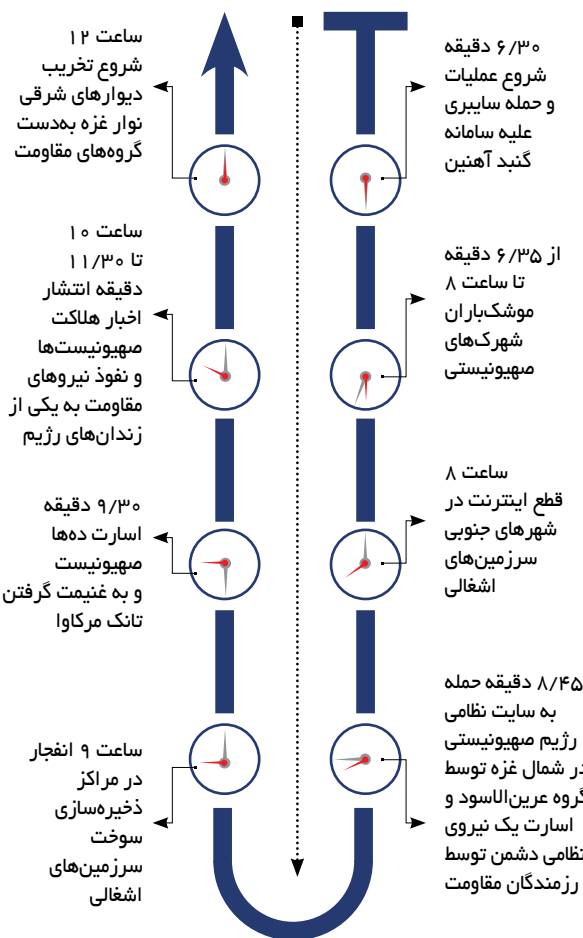 ۶/۳۰ دقیقه
شروع عملیات
و حمله سایبری
علیه سامانه
گنبد آهنین
از ۶/۳۵ دقیقه
تا ساعت ۸
موشک‌باران
شهرک‌های
صهیونیستی
ساعت ۸
قطع اینترنت در
شهرهای جنوبی
سرزمین‌های
اشغالی
۸/۴۵ دقیقه حمله
به سایت نظامی
رژیم صهیونیستی
در شمال غزه توسط
گروه عرین‌الاسود و
اسارت یک نیروی
نظامی دشمن توسط
رزمندگان مقاومت
ساعت ۹ انفجار
در مراکز
ذخیره‌سازی
سوخت
سرزمین‌های
اشغالی
۹/۳۰ دقیقه
اسارت ده‌ها
صهیونیست
و به غنیمت گرفتن
تانک مرکاوا
ساعت ۱۰
تا ۱۱/۳۰
دقیقه انتشار
اخبار هلاکت
صهیونیست‌ها
و نفوذ نیروهای
مقاومت به یکی از
زندان‌های رژیم
ساعت ۱۲
شروع تخریب
دیوارهای شرقی
نوار غزه به‌دست
گروه‌های مقاومت